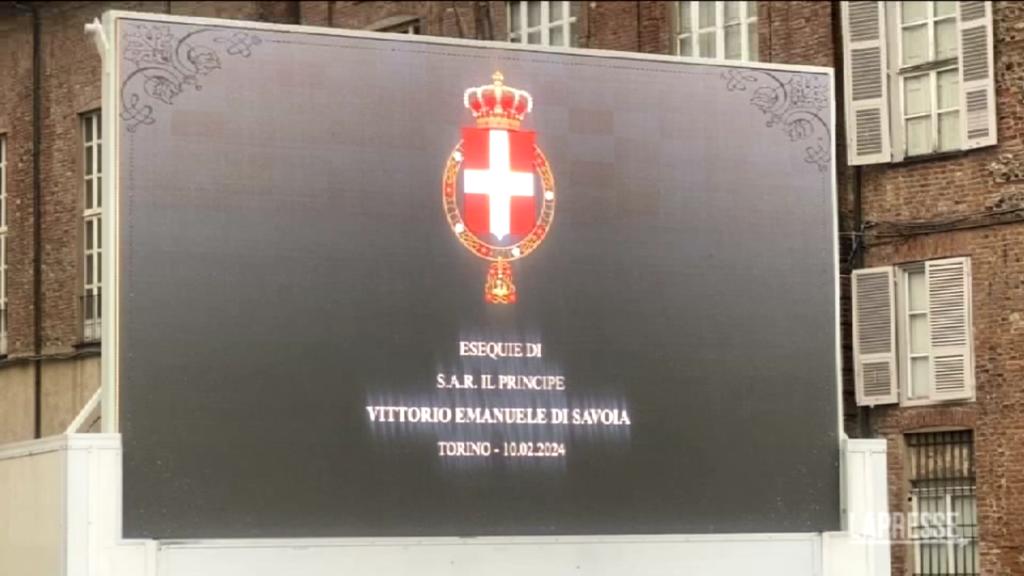 ESEQUIE DI
S.A.R. IL PRINCIPE
VITTORIO EMANUELE DI SAVOIA
TORINO - 10.02.2024
LAPRESSE